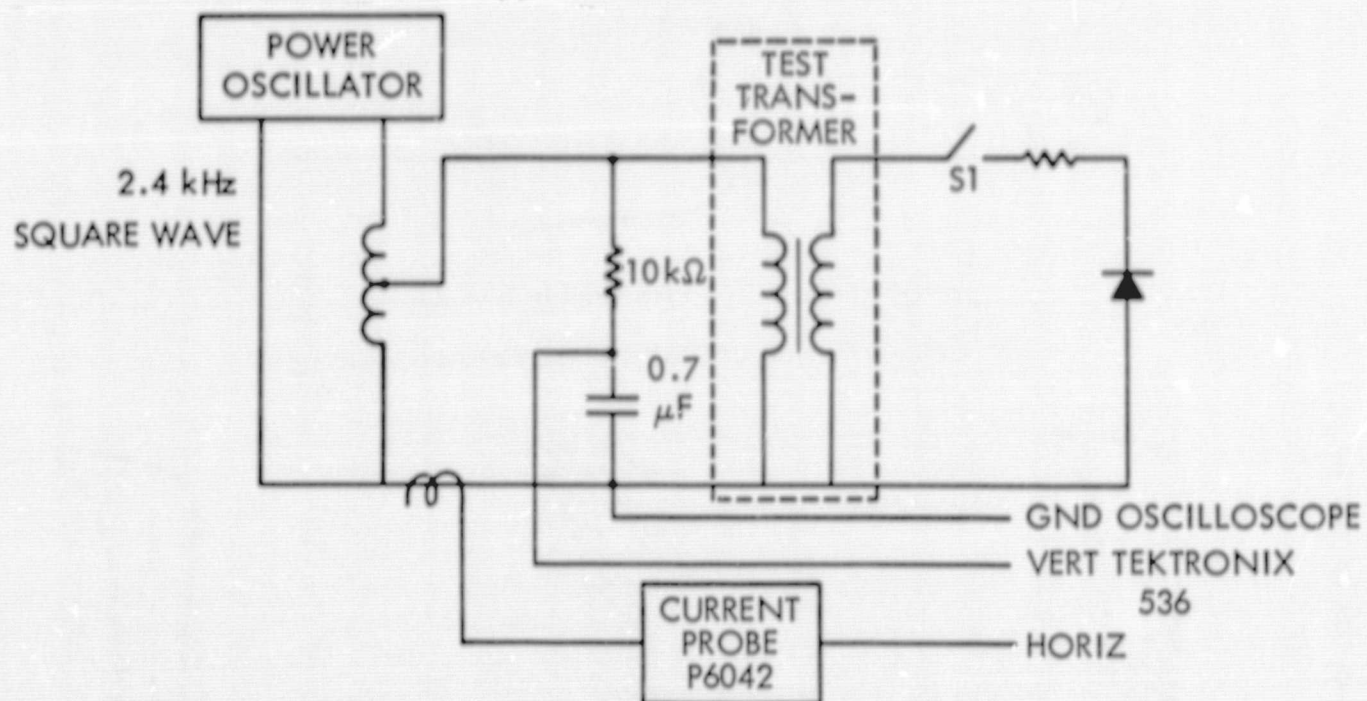 POWER
OSCILLATOR
TEST
TRANS-
FORMER
2.4 kHz
SQUARE WAVE
S1
10kΩ
0.7
μF
GND OSCILLOSCOPE
VERT TEKTRONIX
536
CURRENT
PROBE
P6042
HORIZ